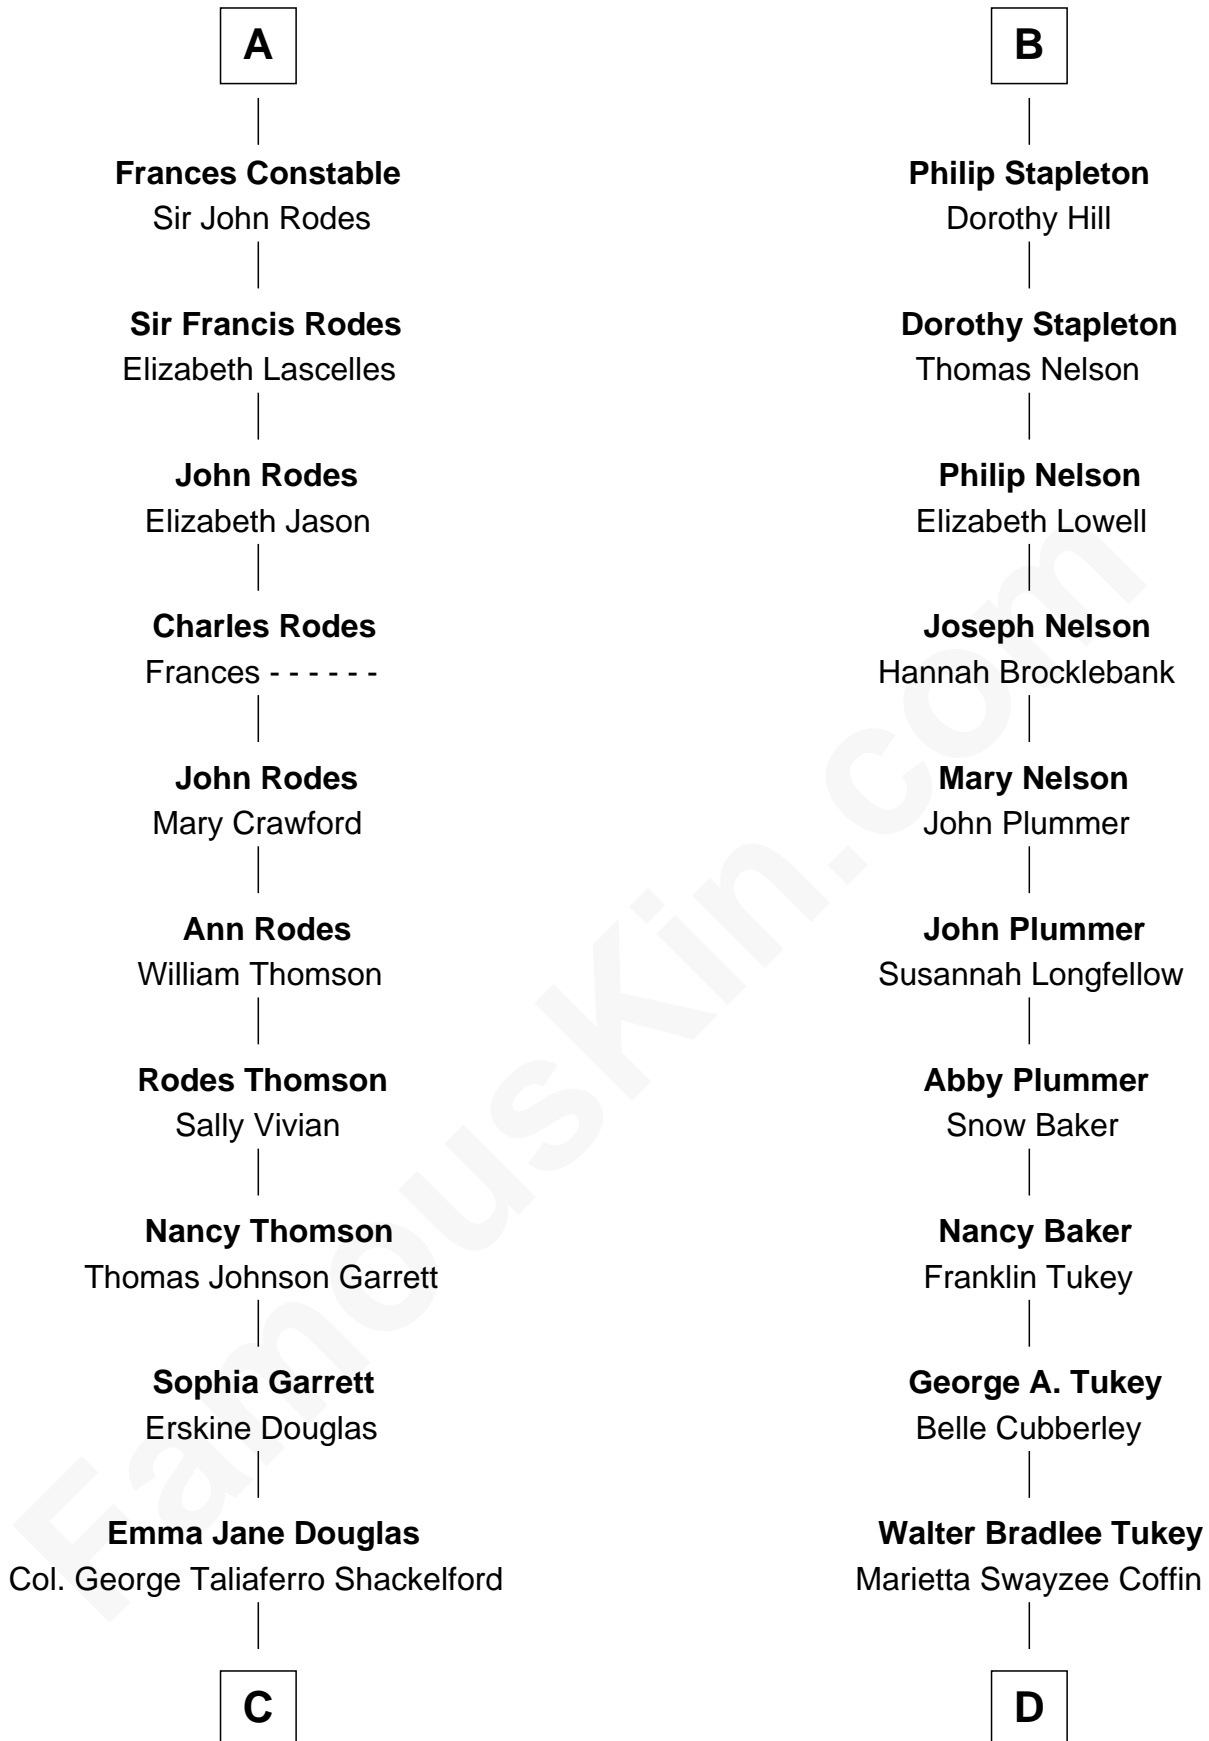 A
Frances Constable
Sir John Rodes
Sir Francis Rodes
Elizabeth Lascelles
John Rodes
Elizabeth Jason
Charles Rodes
Frances - - - - - -
John Rodes
Mary Crawford
Ann Rodes
William Thomson
Rodes Thomson
Sally Vivian
Nancy Thomson
Thomas Johnson Garrett
Sophia Garrett
Erskine Douglas
Emma Jane Douglas
Col. George Taliaferro Shackelford
C
B
Philip Stapleton
Dorothy Hill
Dorothy Stapleton
Thomas Nelson
Philip Nelson
Elizabeth Lowell
Joseph Nelson
Hannah Brocklebank
Mary Nelson
John Plummer
John Plummer
Susannah Longfellow
Abby Plummer
Snow Baker
Nancy Baker
Franklin Tukey
George A. Tukey
Belle Cubberley
Walter Bradlee Tukey
Marietta Swayzee Coffin
D
FamousKin.com